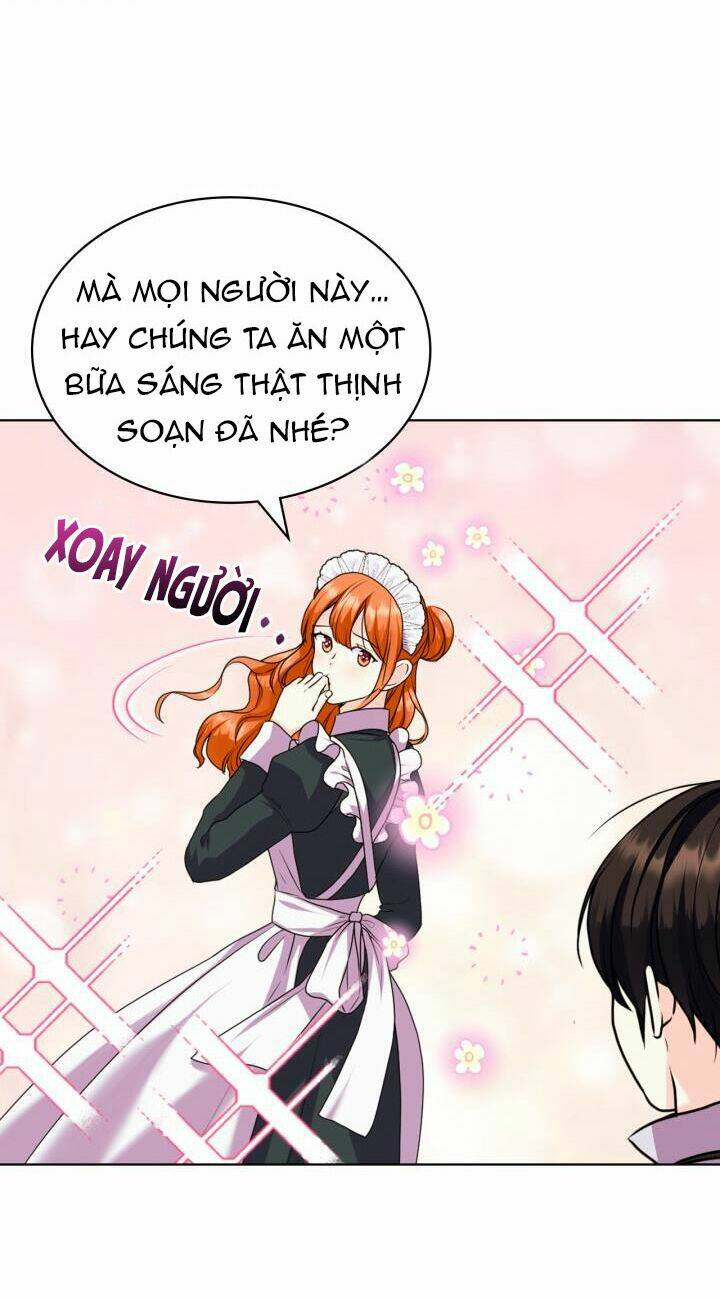 MÀ MỌI NGƯỜI NÀY...
HAY CHÚNG TA ĂN MỘT
BỮA SÁNG THẬT THỊNH
SOẠN ĐÃ NHÉ?
XOAY NGƯỜI..